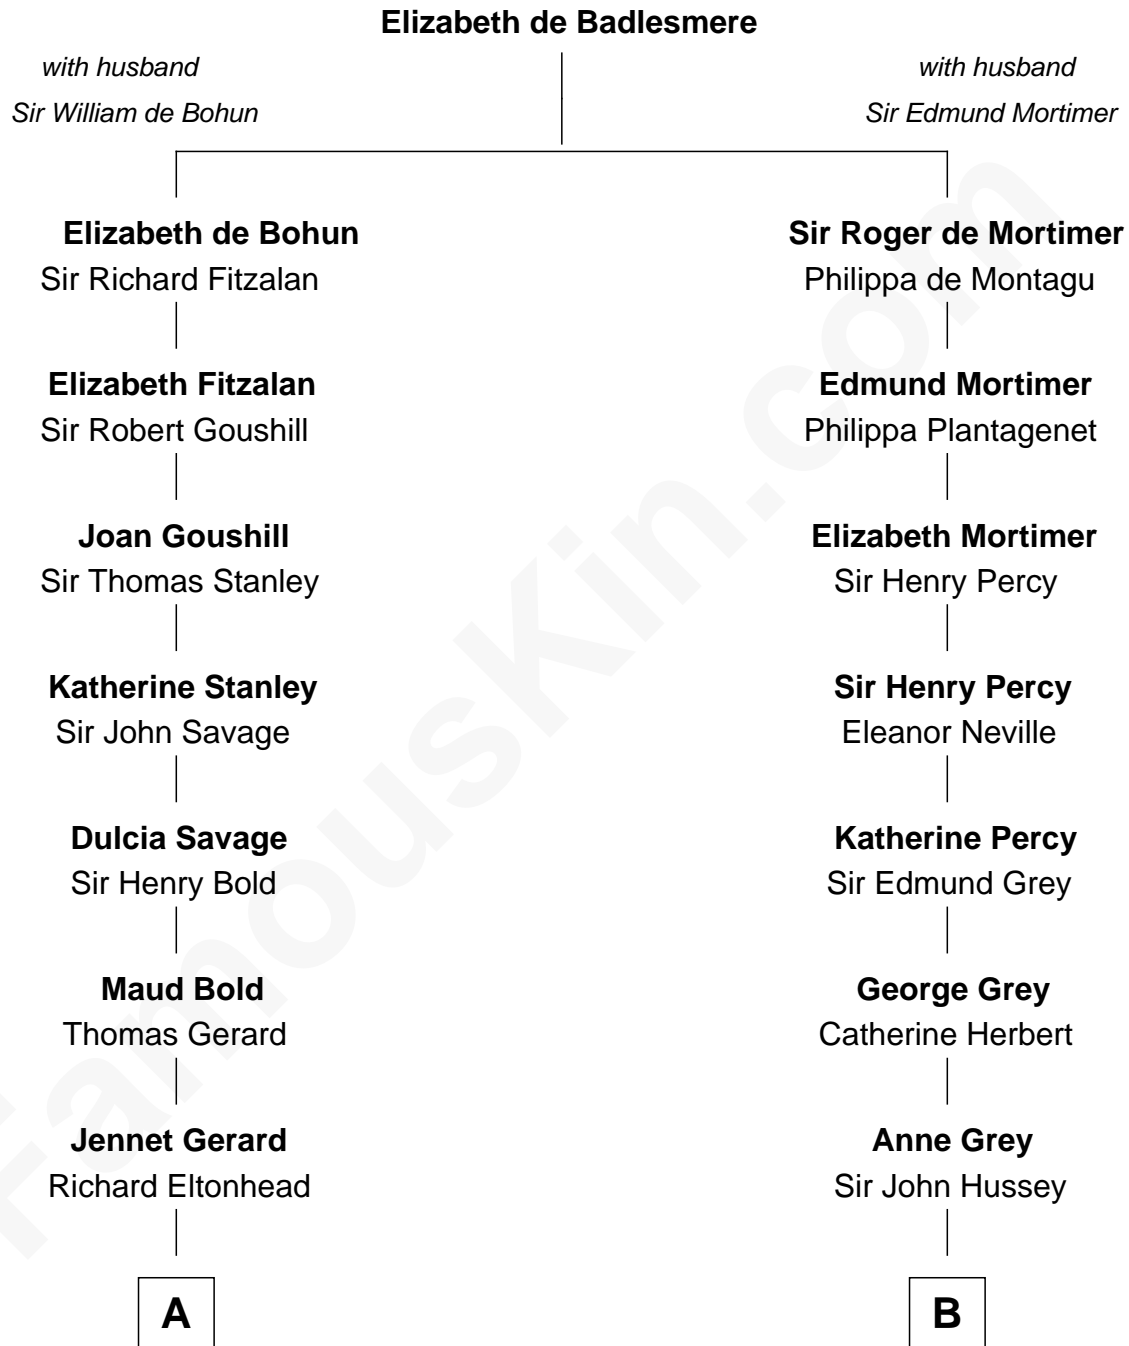 Elizabeth de Badlesmere
with husband
Sir William de Bohun
with husband
Sir Edmund Mortimer
Elizabeth de Bohun
Sir Richard Fitzalan
Sir Roger de Mortimer
Philippa de Montagu
Elizabeth Fitzalan
Sir Robert Goushill
Edmund Mortimer
Philippa Plantagenet
Joan Goushill
Sir Thomas Stanley
Elizabeth Mortimer
Sir Henry Percy
Katherine Stanley
Sir John Savage
Sir Henry Percy
Eleanor Neville
Dulcia Savage
Sir Henry Bold
Katherine Percy
Sir Edmund Grey
Maud Bold
Thomas Gerard
George Grey
Catherine Herbert
Jennet Gerard
Richard Eltonhead
Anne Grey
Sir John Hussey
A
B
FamousKin.com